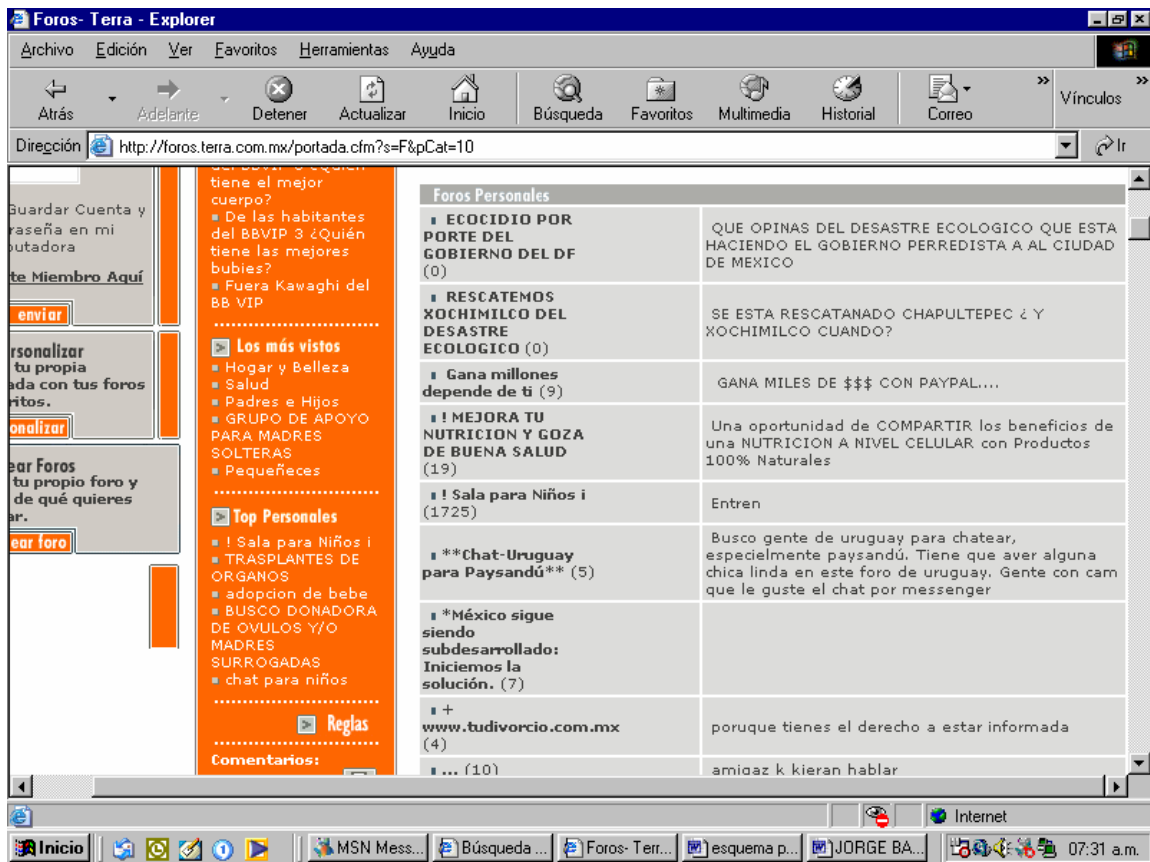 Foros- Terra - Explorer
Archivo Edición Ver Favoritos Herramientas Ayuda
Atrás Adelante Detener Actualizar Inicio Búsqueda Favoritos Multimedia Historial Correo » Vínculos »
Dirección http://foros.terra.com.mx/portada.cfm?s=F&pCat=10 Ir
Guardar Cuenta y
raseña en mi
putadora
te Miembro Aquí
enviar
rsonalizar
tu propia
ada con tus foros
ritos.
onalizar
ear Foros
tu propio foro y
de qué quieres
ar.
ear foro
del BBVIP 3 ¿Quién
tiene el mejor
cuerpo?
De las habitantes
del BBVIP 3 ¿Quién
tiene las mejores
bubies?
Fuera Kawaghi del
BB VIP
Los más vistos
Hogar y Belleza
Salud
Padres e Hijos
GRUPO DE APOYO
PARA MADRES
SOLTERAS
Pequeñeces
Top Personales
! Sala para Niños i
TRASPLANTES DE
ORGANOS
adopcion de bebe
BUSCO DONADORA
DE OVULOS Y/O
MADRES
SURROGADAS
chat para niños
Reglas
Comentarios:
Foros Personales
ECOCIDIO POR
PORTE DEL
GOBIERNO DEL DF
(0)
QUE OPINAS DEL DESASTRE ECOLOGICO QUE ESTA
HACIENDO EL GOBIERNO PERREDISTA A AL CIUDAD
DE MEXICO
RESCATEMOS
XOCHIMILCO DEL
DESASTRE
ECOLOGICO (0)
SE ESTA RESCATANADO CHAPULTEPEC ¿ Y
XOCHIMILCO CUANDO?
Gana millones
depende de ti (9)
GANA MILES DE $$$ CON PAYPAL....
! MEJORA TU
NUTRICION Y GOZA
DE BUENA SALUD
(19)
Una oportunidad de COMPARTIR los beneficios de
una NUTRICION A NIVEL CELULAR con Productos
100% Naturales
! Sala para Niños i
(1725)
Entren
**Chat-Uruguay
para Paysandú** (5)
Busco gente de uruguay para chatear,
especialmente paysandú. Tiene que aver alguna
chica linda en este foro de uruguay. Gente con cam
que le guste el chat por messenger
*México sigue
siendo
subdesarrollado:
Iniciemos la
solución. (7)
+
www.tudivorcio.com.mx
(4)
poruque tienes el derecho a estar informada
... (10)
amigaz k kieran hablar
Internet
Inicio MSN Mess... Búsqueda ... Foros- Terr... esquema p... JORGE BA... 07:31 a.m.